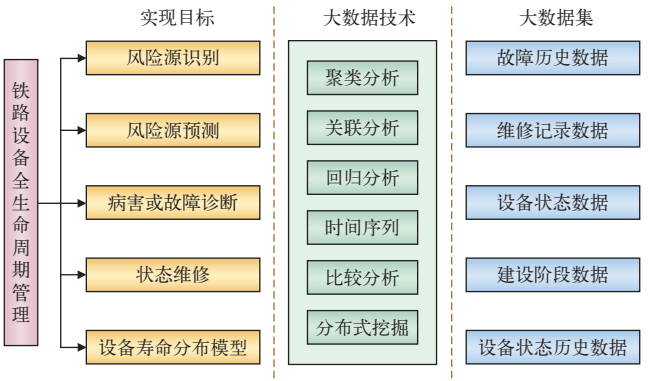 实现目标
大数据技术
大数据集
铁路设备全生命周期管理
风险源识别
风险源预测
病害或故障诊断
状态维修
设备寿命分布模型
聚类分析
关联分析
回归分析
时间序列
比较分析
分布式挖掘
故障历史数据
维修记录数据
设备状态数据
建设阶段数据
设备状态历史数据